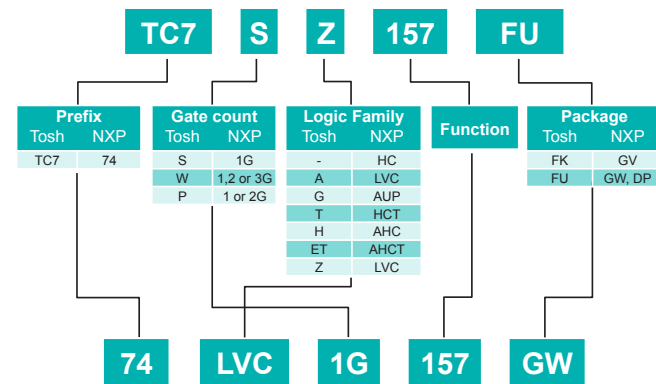 TC7 S Z 157 FU
Prefix
Tosh NXP
TC7 74
Gate count
Tosh NXP
S 1G
W 1,2 or 3G
P 1 or 2G
Logic Family
Tosh NXP
- HC
A LVC
G AUP
T HCT
H AHC
ET AHCT
Z LVC
Function
Package
Tosh NXP
FK GV
FU GW, DP
74 LVC 1G 157 GW